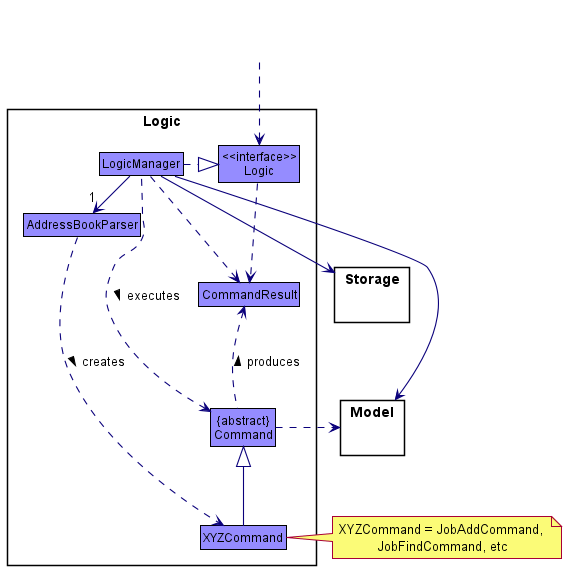 Logic
LogicManager
<<interface>>
Logic
1
AddressBookParser
Storage
CommandResult
executes
creates
produces
Model
{abstract}
Command
XYZCommand
XYZCommand = JobAddCommand,
JobFindCommand, etc